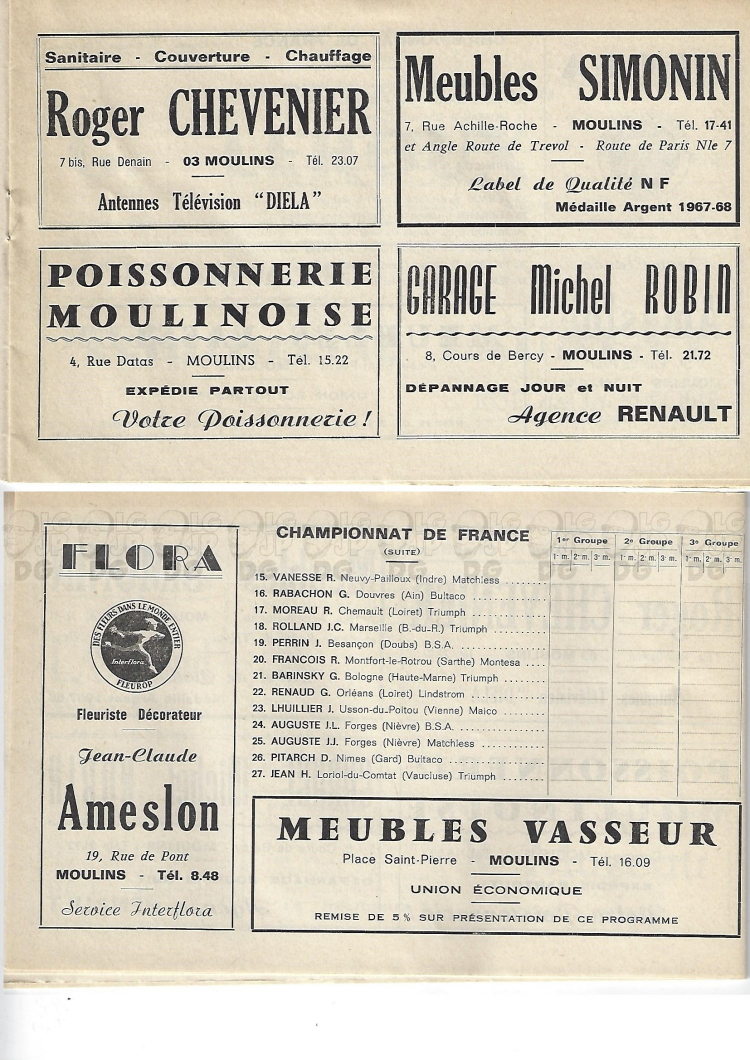 Sanitaire - Couverture - Chauffage
Roger CHEVENIER
7 bis, Rue Denain - 03 MOULINS - Tél. 23.07
Antennes Télévision "DIELA"
Meubles SIMONIN
7, Rue Achille-Roche - MOULINS - Tél. 17-41
et Angle Route de Trevol - Route de Paris Nle 7
Label de Qualité N F
Médaille Argent 1967-68
POISSONNERIE
MOULINOISE
4, Rue Datas - MOULINS - Tél. 15.22
EXPÉDIE PARTOUT
Votre Poissonnerie !
GARAGE Michel ROBIN
8, Cours de Bercy - MOULINS - Tél. 21.72
DÉPANNAGE JOUR et NUIT
Agence RENAULT
FLORA
DES FLEURS DANS LE MONDE ENTIER
Interflora
FLEUROP
Fleuriste Décorateur
Jean-Claude
Ameslon
19, Rue de Pont
MOULINS - Tél. 8.48
Service Interflora
CHAMPIONNAT DE FRANCE
(SUITE)
1er Groupe 2e Groupe 3e Groupe
1re m. 2e m. 3e m. 1re m. 2e m. 3e m. 1re m. 2e m. 3e m.
15. VANESSE R. Neuvy-Pailloux (Indre) Matchless
16. RABACHON G. Douvres (Ain) Bultaco
17. MOREAU R. Chemault (Loiret) Triumph
18. ROLLAND J.C. Marseille (B.-du-R.) Triumph
19. PERRIN J. Besançon (Doubs) B.S.A.
20. FRANCOIS R. Montfort-le-Rotrou (Sarthe) Montesa
21. BARINSKY G. Bologne (Haute-Marne) Triumph
22. RENAUD G. Orléans (Loiret) Lindstrom
23. LHUILLIER J. Usson-du-Poitou (Vienne) Maico
24. AUGUSTE J.L. Forges (Nièvre) B.S.A.
25. AUGUSTE J.J. Forges (Nièvre) Matchless
26. PITARCH D. Nimes (Gard) Bultaco
27. JEAN H. Loriol-du-Comtat (Vaucluse) Triumph
MEUBLES VASSEUR
Place Saint-Pierre - MOULINS - Tél. 16.09
UNION ÉCONOMIQUE
REMISE DE 5 % SUR PRÉSENTATION DE CE PROGRAMME